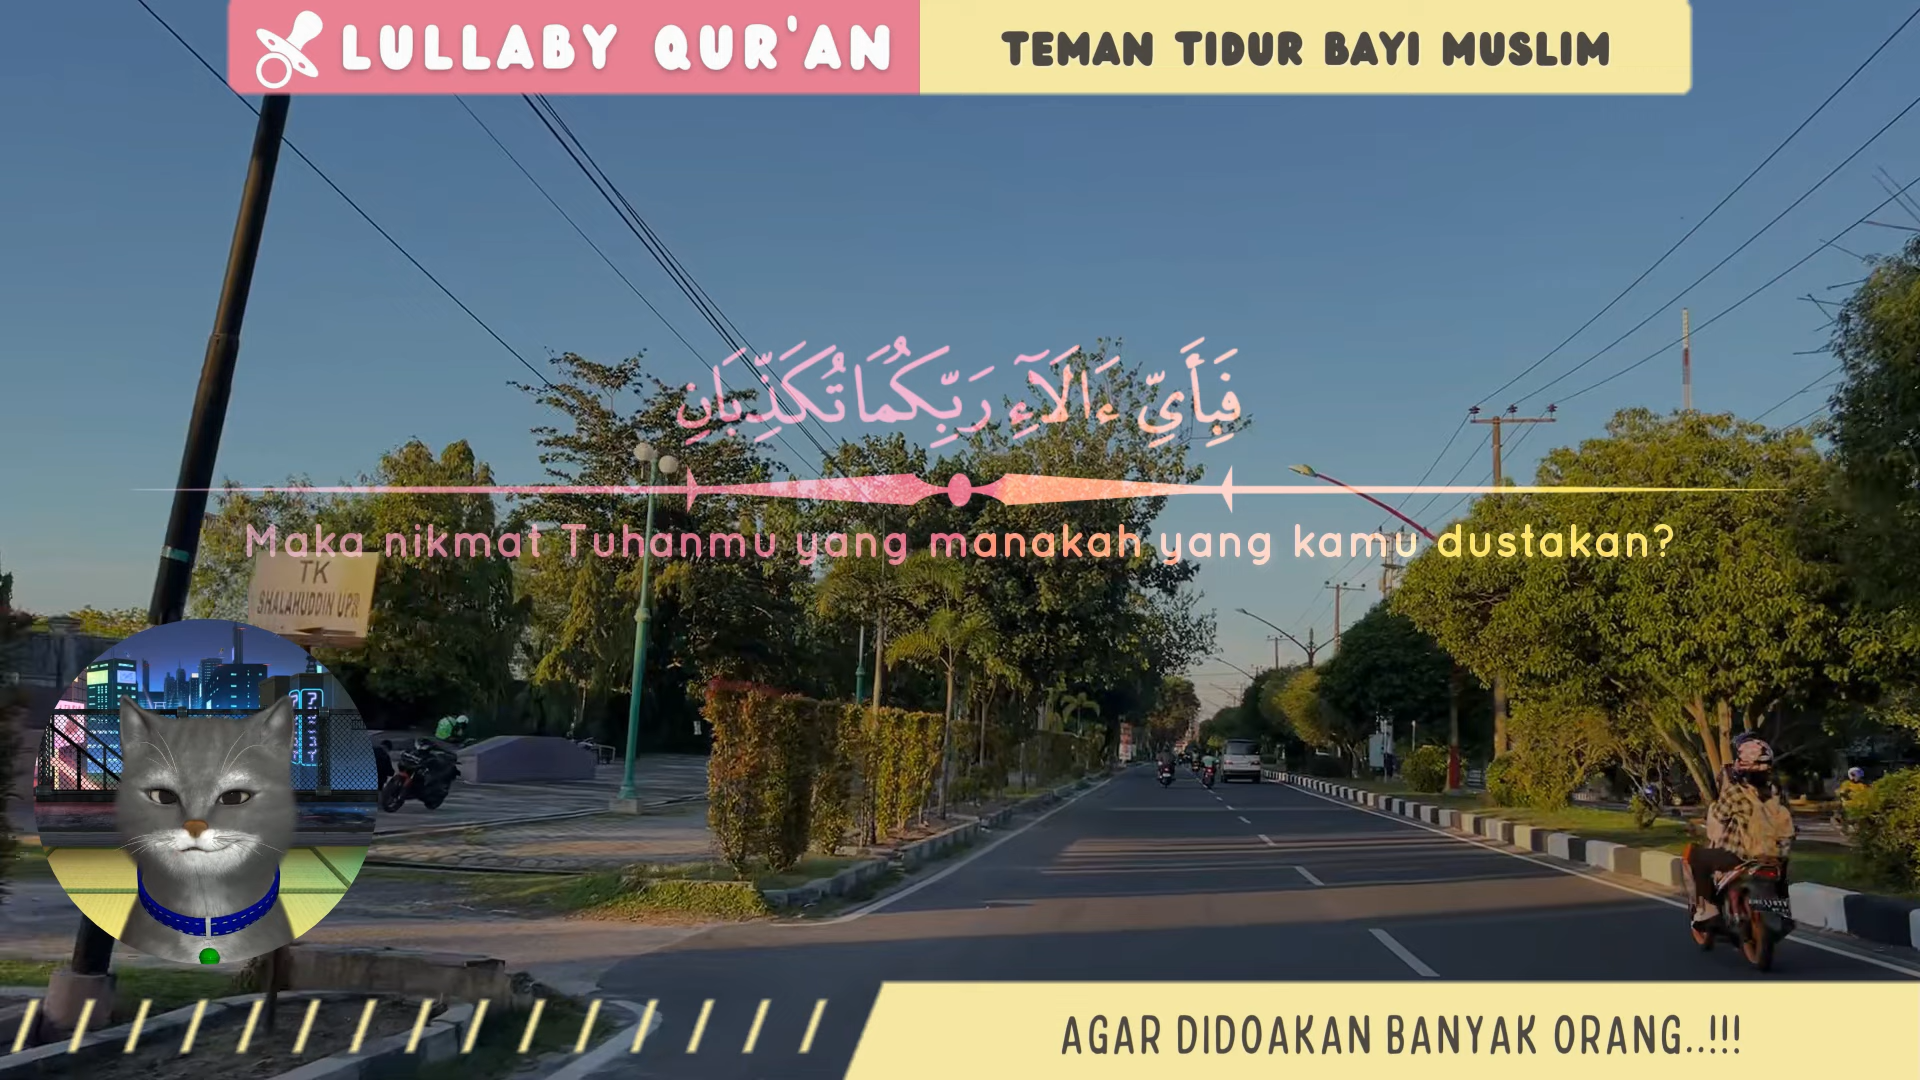 LULLABY QUR'AN
TEMAN TIDUR BAYI MUSLIM
فَبِأَيِّ ءَالَآءِ رَبِّكُمَا تُكَذِّبَانِ
Maka nikmat Tuhanmu yang manakah yang kamu dustakan?
TK
SHALAHUDDIN UPR
AGAR DIDOAKAN BANYAK ORANG..!!!